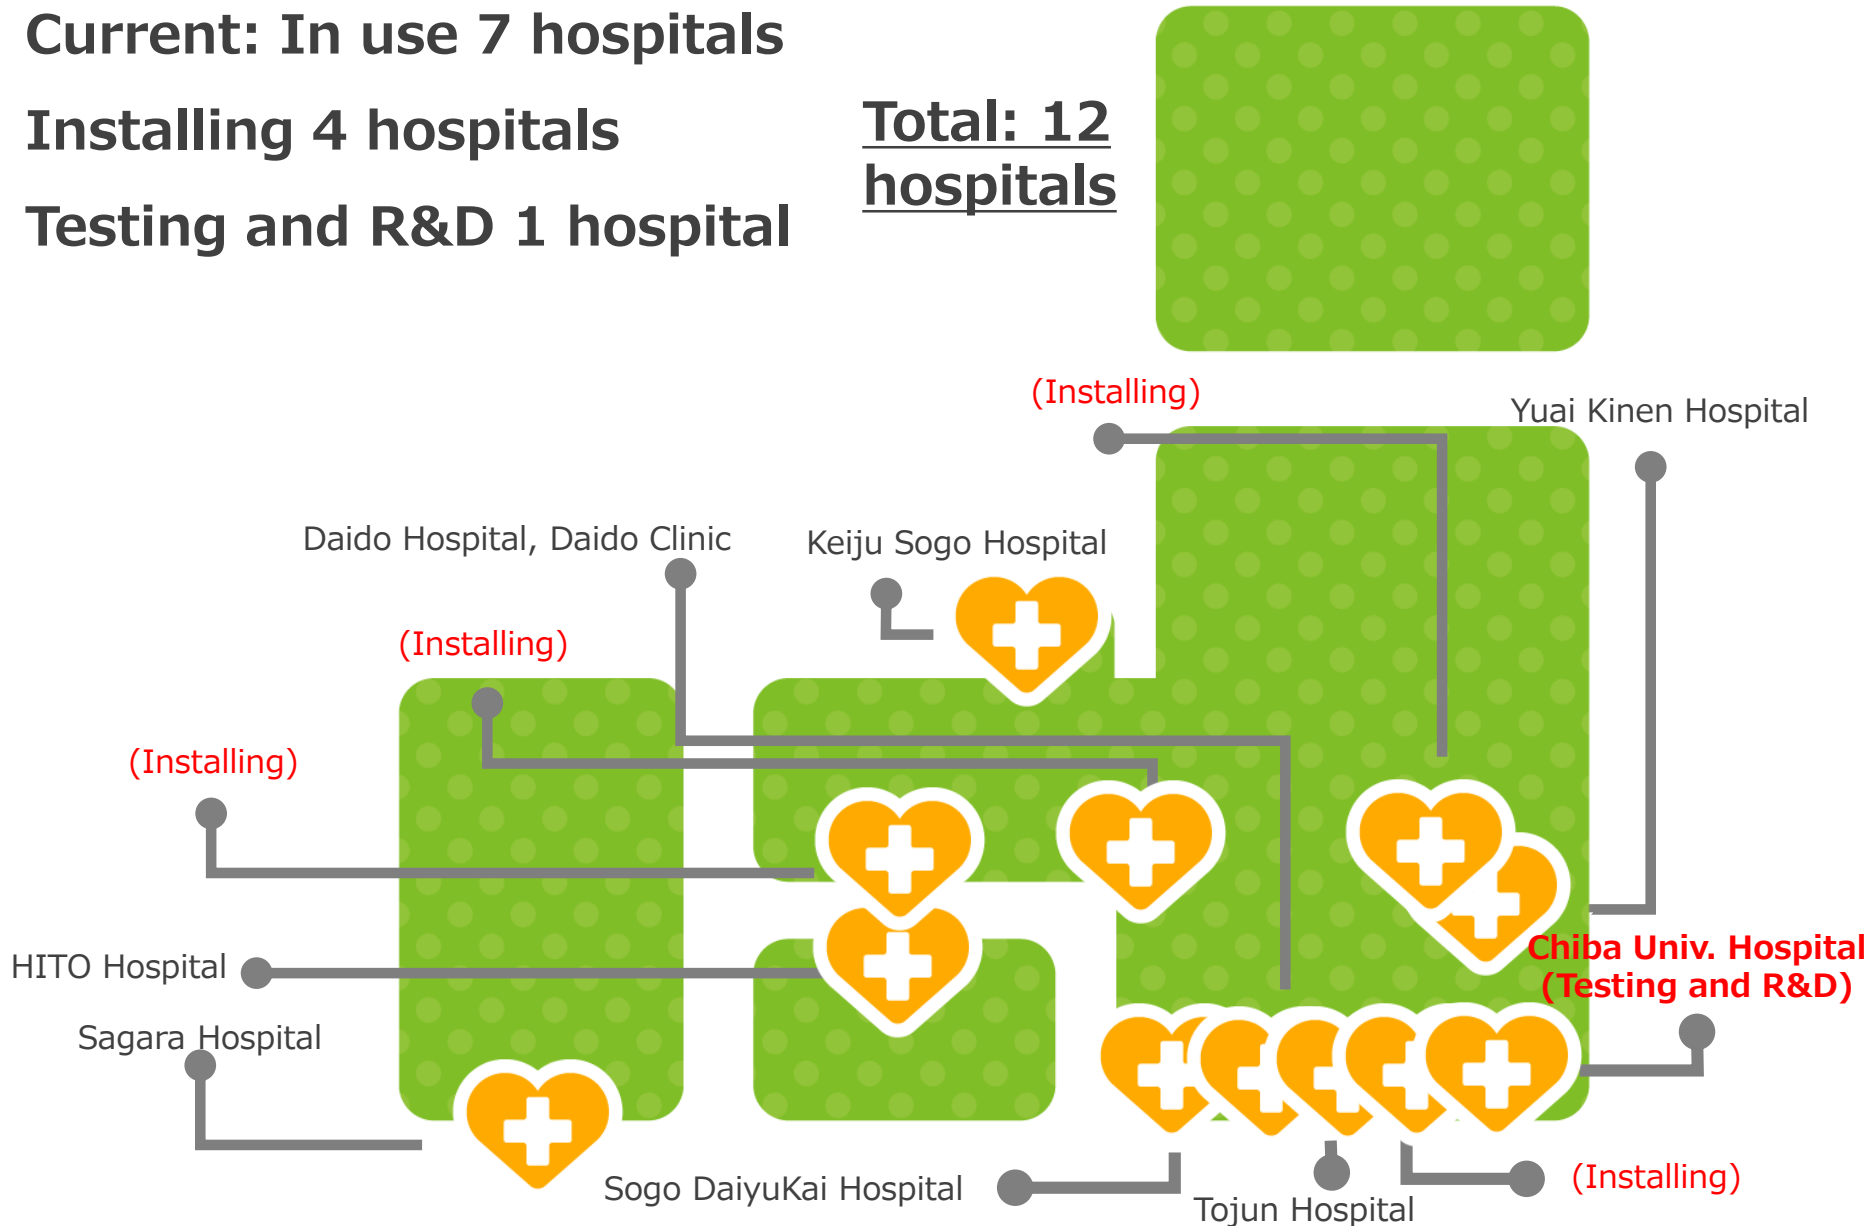 Current: In use 7 hospitals
Installing 4 hospitals
Testing and R&D 1 hospital
Total: 12
hospitals
(Installing)
Yuai Kinen Hospital
Daido Hospital, Daido Clinic
Keiju Sogo Hospital
(Installing)
(Installing)
Chiba Univ. Hospital
(Testing and R&D)
HITO Hospital
Sagara Hospital
Sogo DaiyuKai Hospital
Tojun Hospital
(Installing)